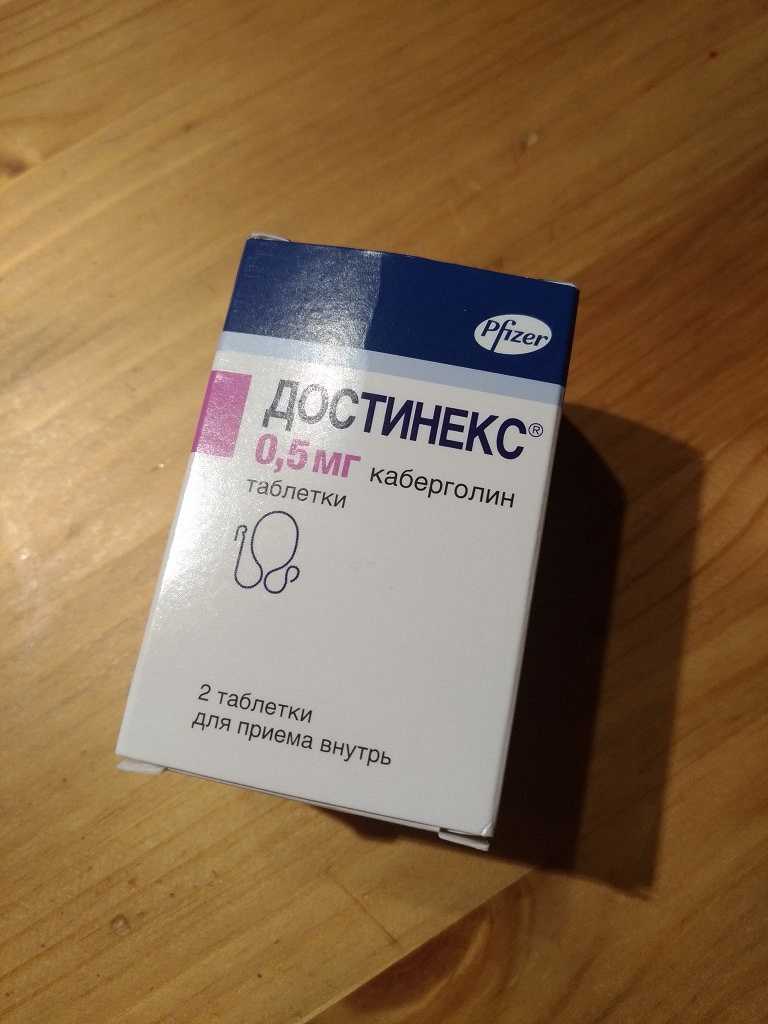 Pfizer
ДОСТИНЕКС®
0,5 мг каберголин
таблетки
2 таблетки
для приема внутрь